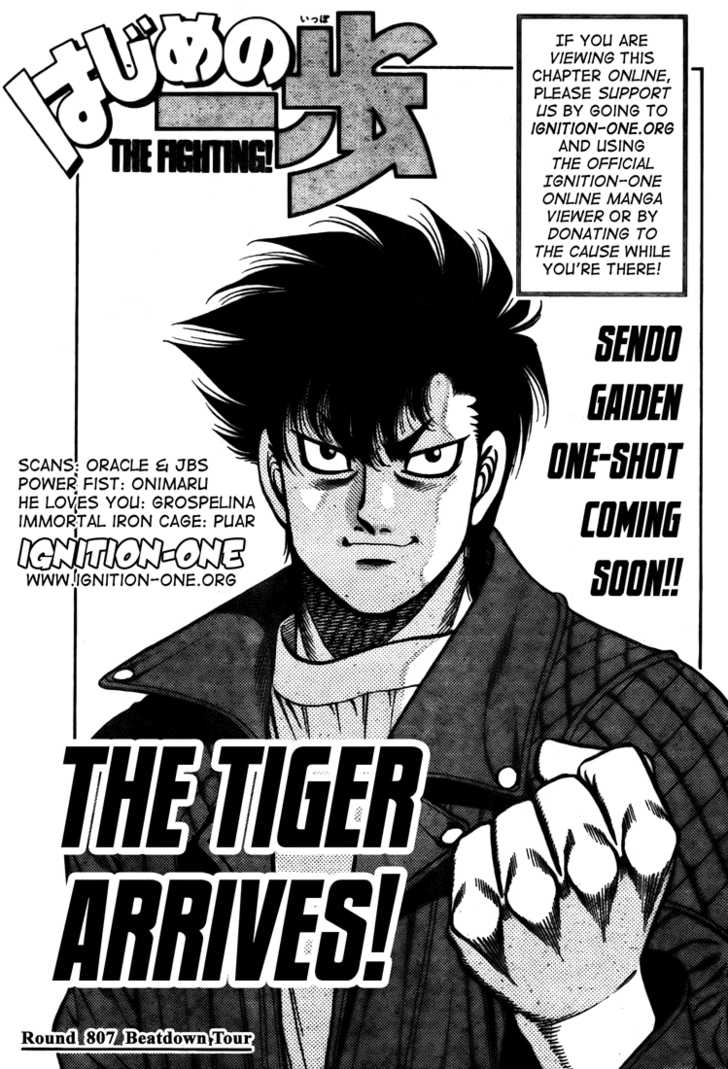 はじめの一歩
いっぽ
THE FIGHTING!
IF YOU ARE
VIEWING THIS
CHAPTER ONLINE,
PLEASE SUPPORT
US BY GOING TO
IGNITION-ONE.ORG
AND USING
THE OFFICIAL
IGNITION-ONE
ONLINE MANGA
VIEWER OR BY
DONATING TO
THE CAUSE WHILE
YOU'RE THERE!
SENDO
GAIDEN
ONE-SHOT
COMING
SOON!!
SCANS: ORACLE & JBS
POWER FIST: ONIMARU
HE LOVES YOU: GROSPELINA
IMMORTAL IRON CAGE: PUAR
IGNITION-ONE
WWW.IGNITION-ONE.ORG
THE TIGER
ARRIVES!
Round 807 Beatdown Tour